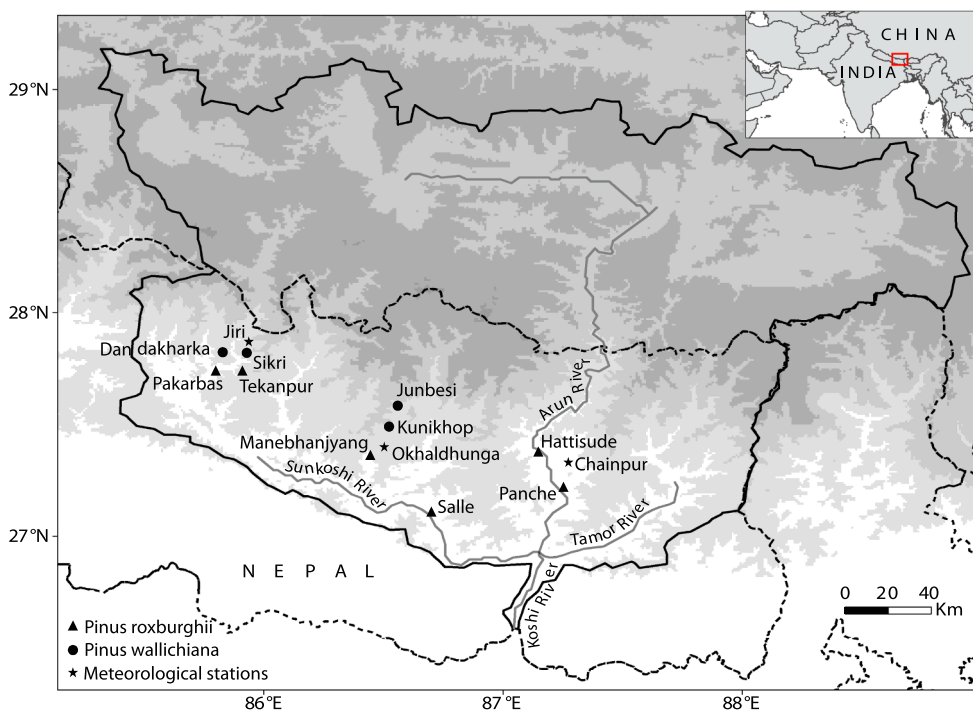 CHINA
INDIA
29°N
28°N
27°N
Jiri
Dandakharka
Sikri
Pakarbas
Tekanpur
Junbesi
Kunikhop
Manebhanjyang
Okhaldhunga
Sunkoshi River
Salle
Arun River
Hattisude
Chainpur
Panche
Tamor River
Koshi River
NEPAL
0 20 40
Km
Pinus roxburghii
Pinus wallichiana
Meteorological stations
86°E
87°E
88°E